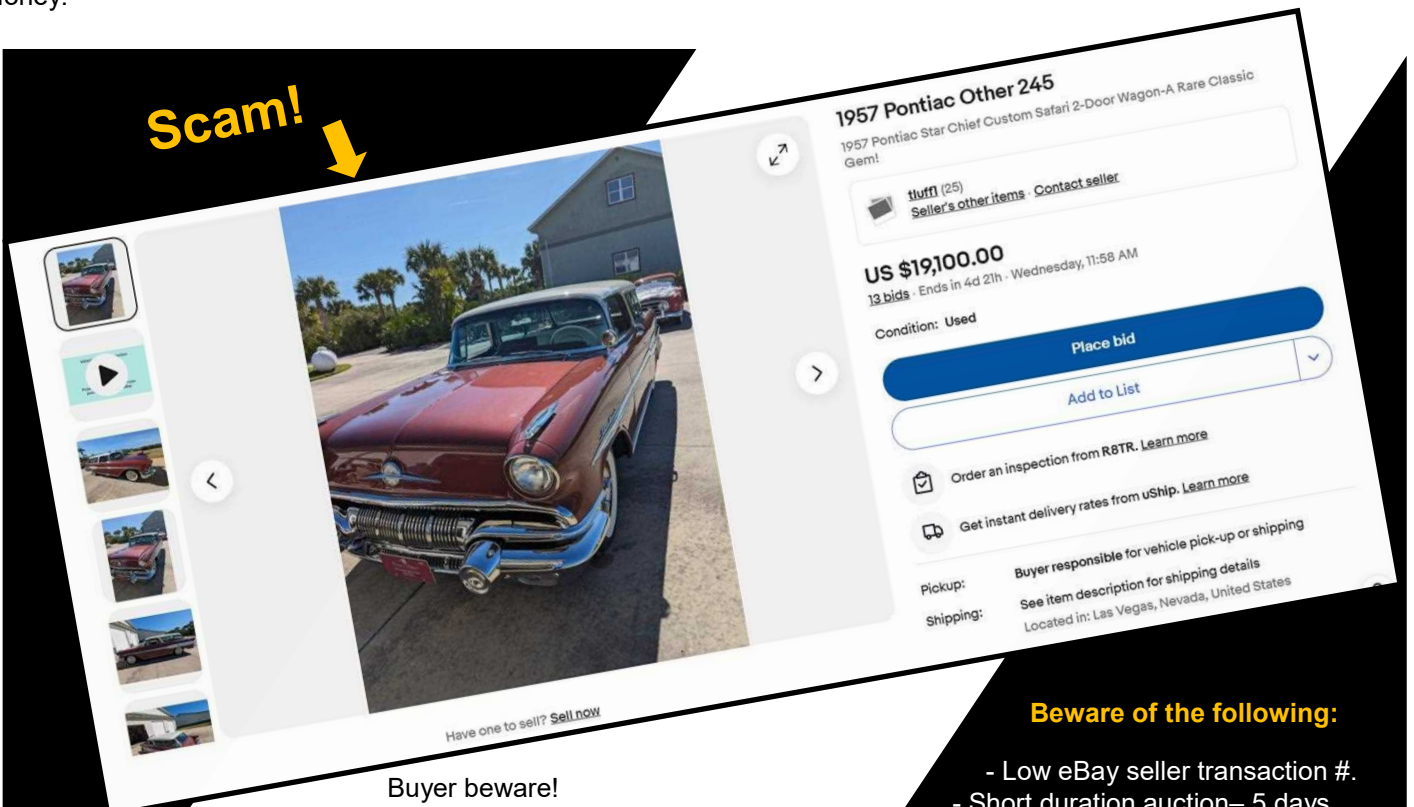 Scam!
1957 Pontiac Other 245
1957 Pontiac Star Chief Custom Safari 2-Door Wagon-A Rare Classic
Gem!
tluffl (25)
Seller's other items · Contact seller
US $19,100.00
13 bids · Ends in 4d 21h · Wednesday, 11:58 AM
Condition: Used
Place bid
Add to List
Order an inspection from R8TR. Learn more
Get instant delivery rates from uShip. Learn more
Pickup: Buyer responsible for vehicle pick-up or shipping
Shipping: See item description for shipping details
Located in: Las Vegas, Nevada, United States
Have one to sell? Sell now
Buyer beware!
Beware of the following:
- Low eBay seller transaction #.
- Short duration auction– 5 days